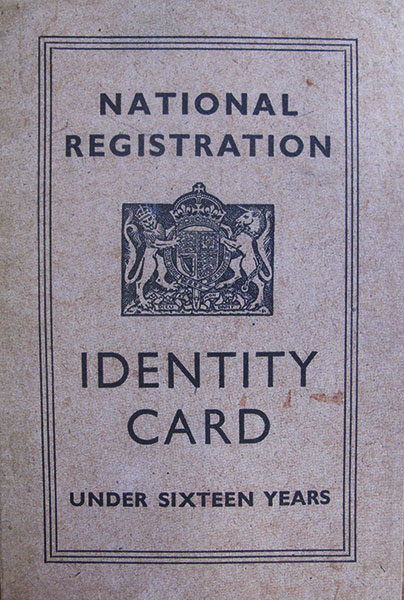 NATIONAL
REGISTRATION
IDENTITY
CARD
UNDER SIXTEEN YEARS